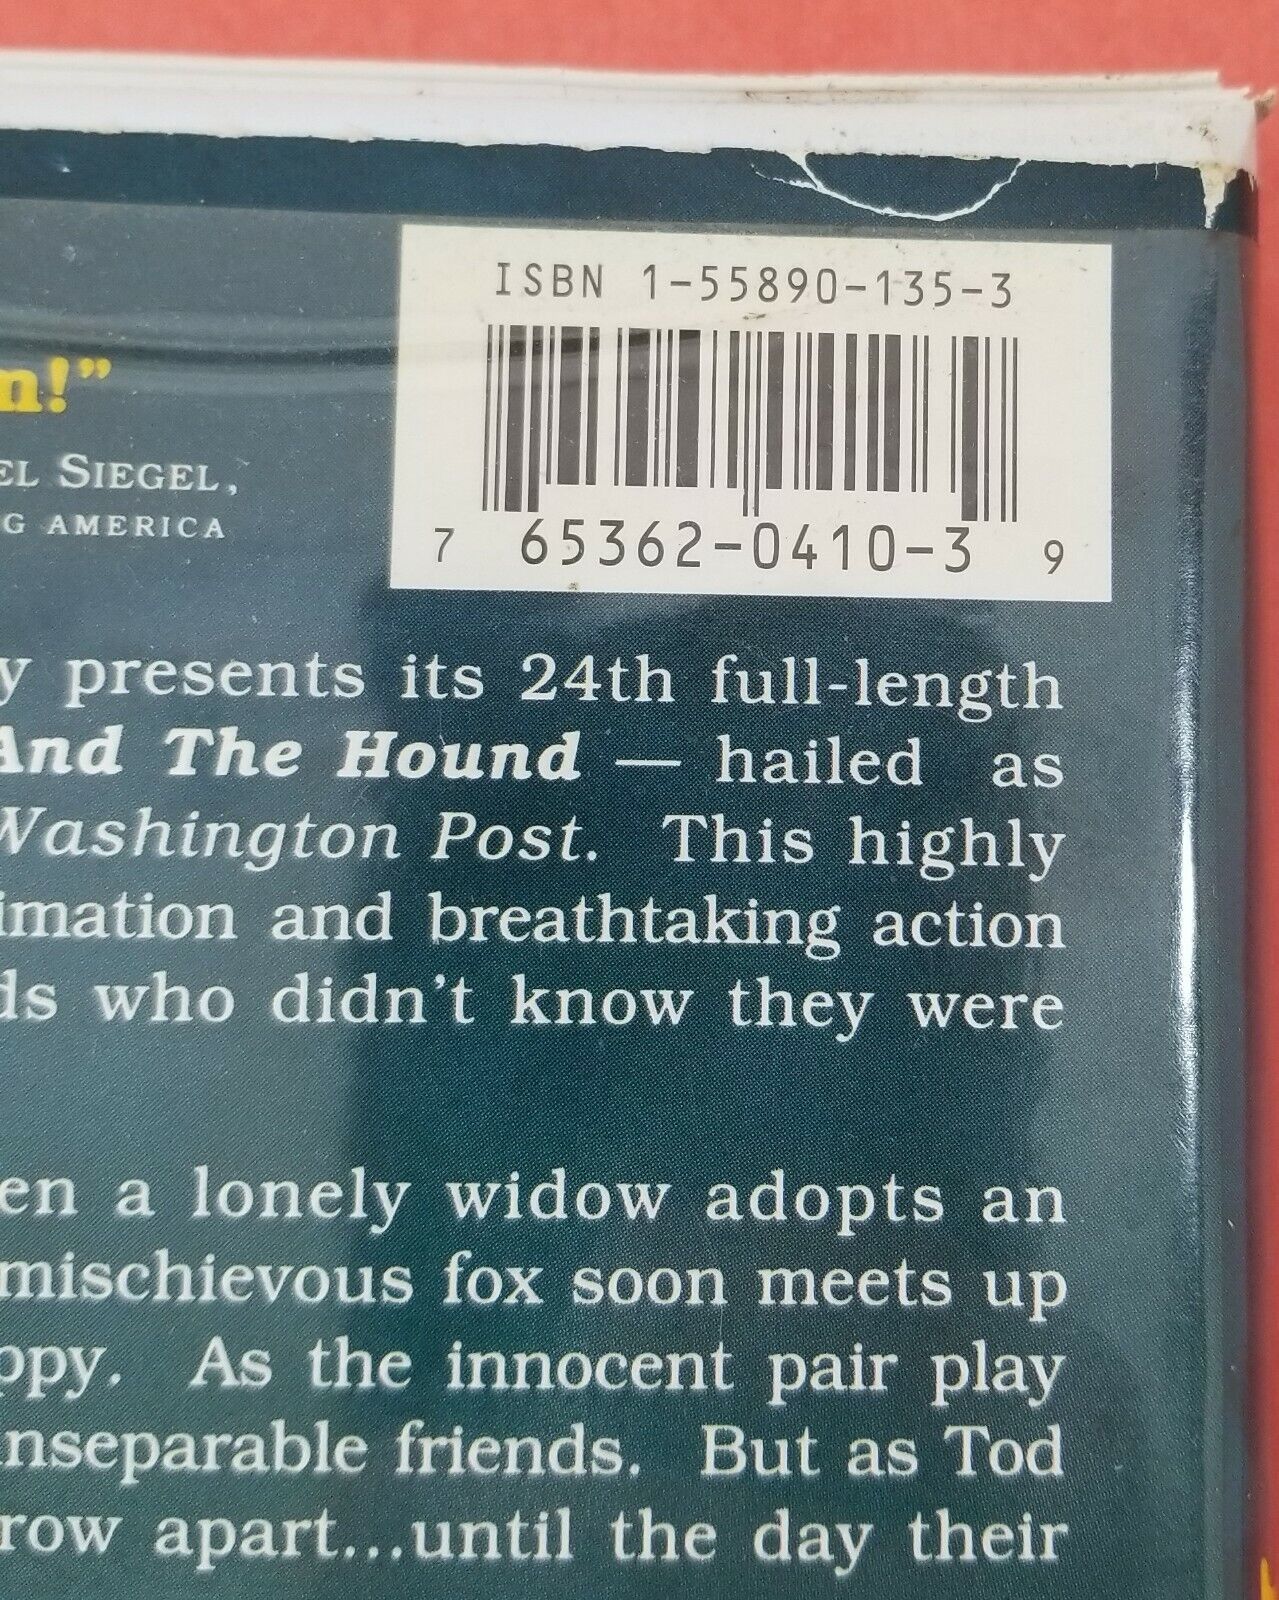 ISBN 1-55890-135-3
7 65362-0410-3 9
n!”
EL SIEGEL,
G AMERICA
y presents its 24th full-length
And The Hound — hailed as
Washington Post. This highly
imation and breathtaking action
ds who didn't know they were
en a lonely widow adopts an
mischievous fox soon meets up
ppy. As the innocent pair play
nseparable friends. But as Tod
row apart...until the day their